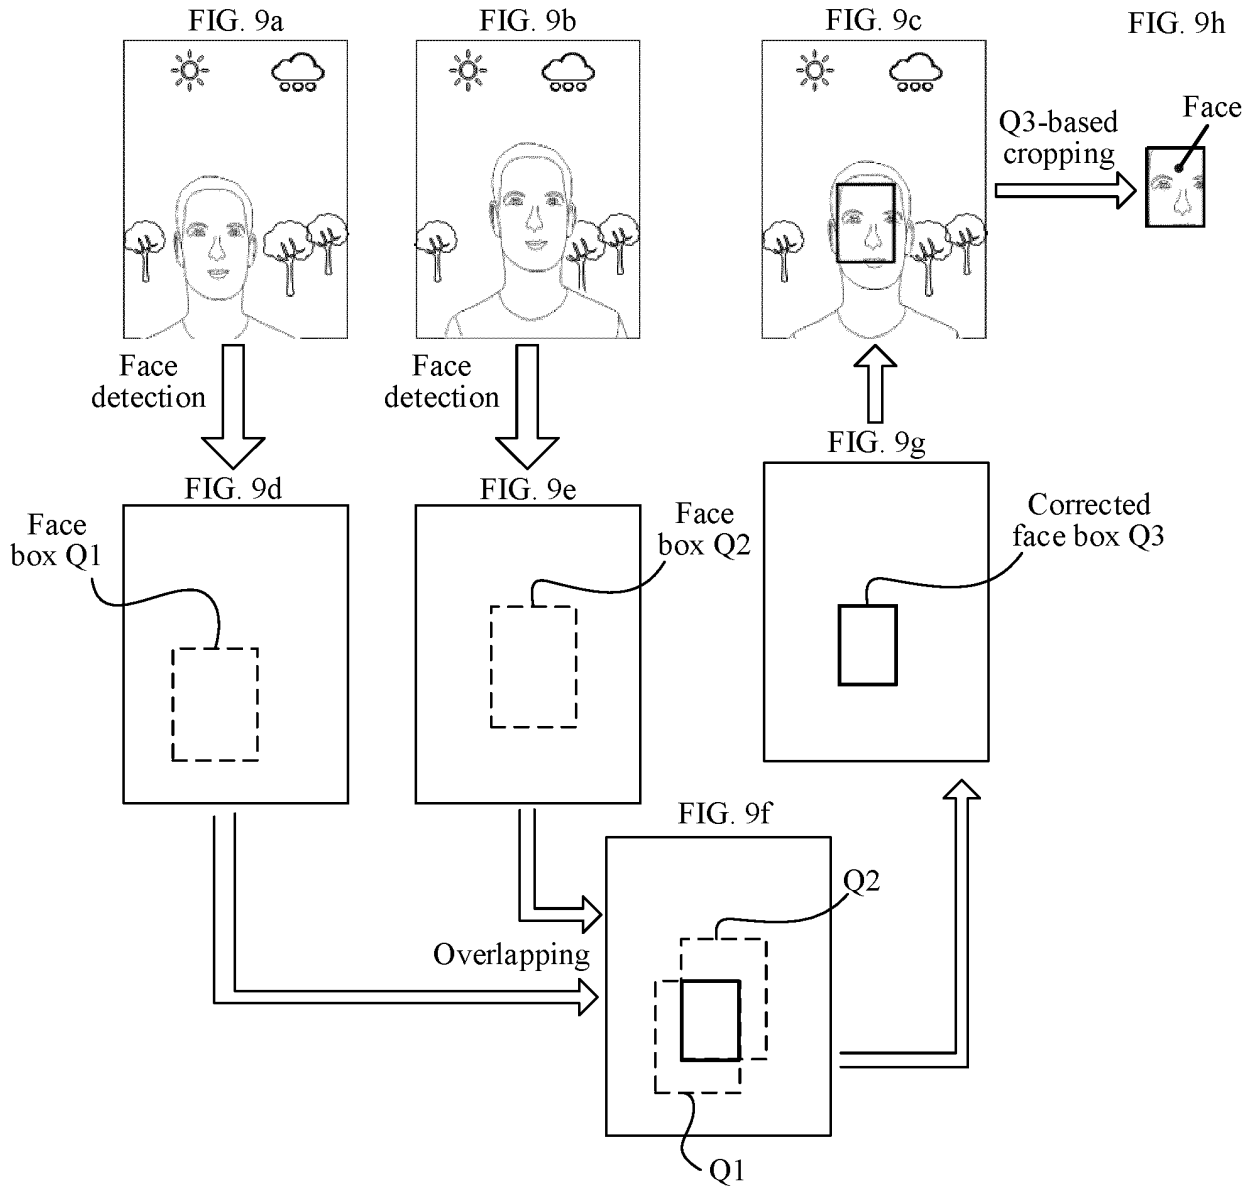 FIG. 9a
FIG. 9b
FIG. 9c
FIG. 9h
Face
Q3-based
cropping
Face
detection
Face
detection
FIG. 9g
FIG. 9d
FIG. 9e
Face
box Q1
Face
box Q2
Corrected
face box Q3
FIG. 9f
Q2
Overlapping
Q1